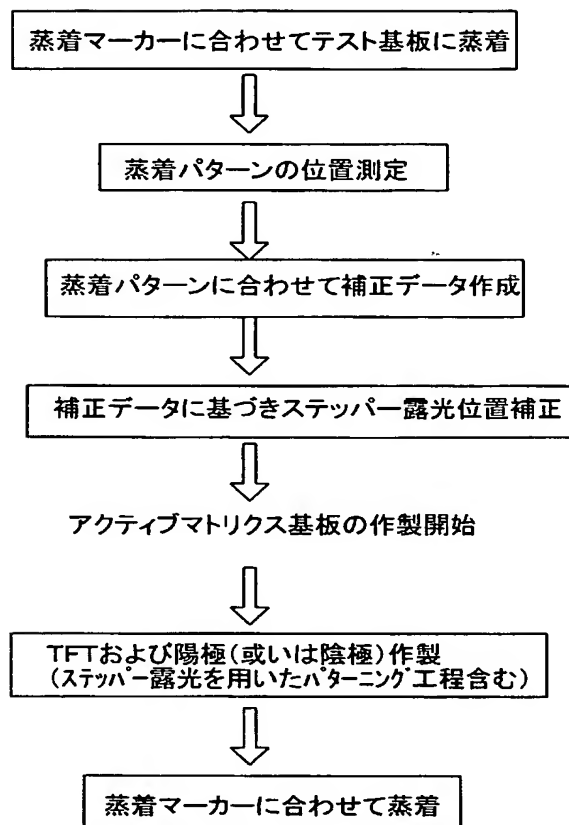 蒸着マーカーに合わせてテスト基板に蒸着
蒸着パターンの位置測定
蒸着パターンに合わせて補正データ作成
補正データに基づきステッパー露光位置補正
アクティブマトリクス基板の作製開始
TFTおよび陽極(或いは陰極)作製
(ステッパー露光を用いたパターニング工程含む)
蒸着マーカーに合わせて蒸着